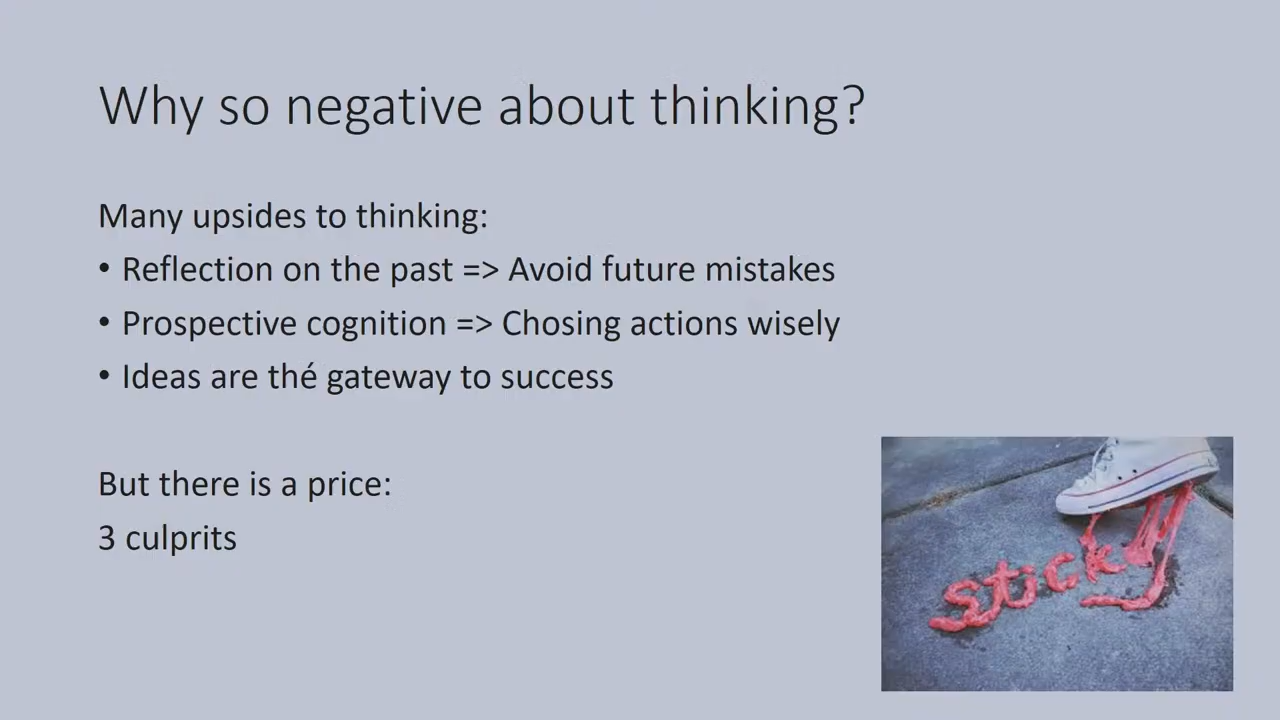 Why so negative about thinking?
Many upsides to thinking:
• Reflection on the past => Avoid future mistakes
• Prospective cognition => Chosing actions wisely
• Ideas are thé gateway to success
But there is a price:
3 culprits
sticky